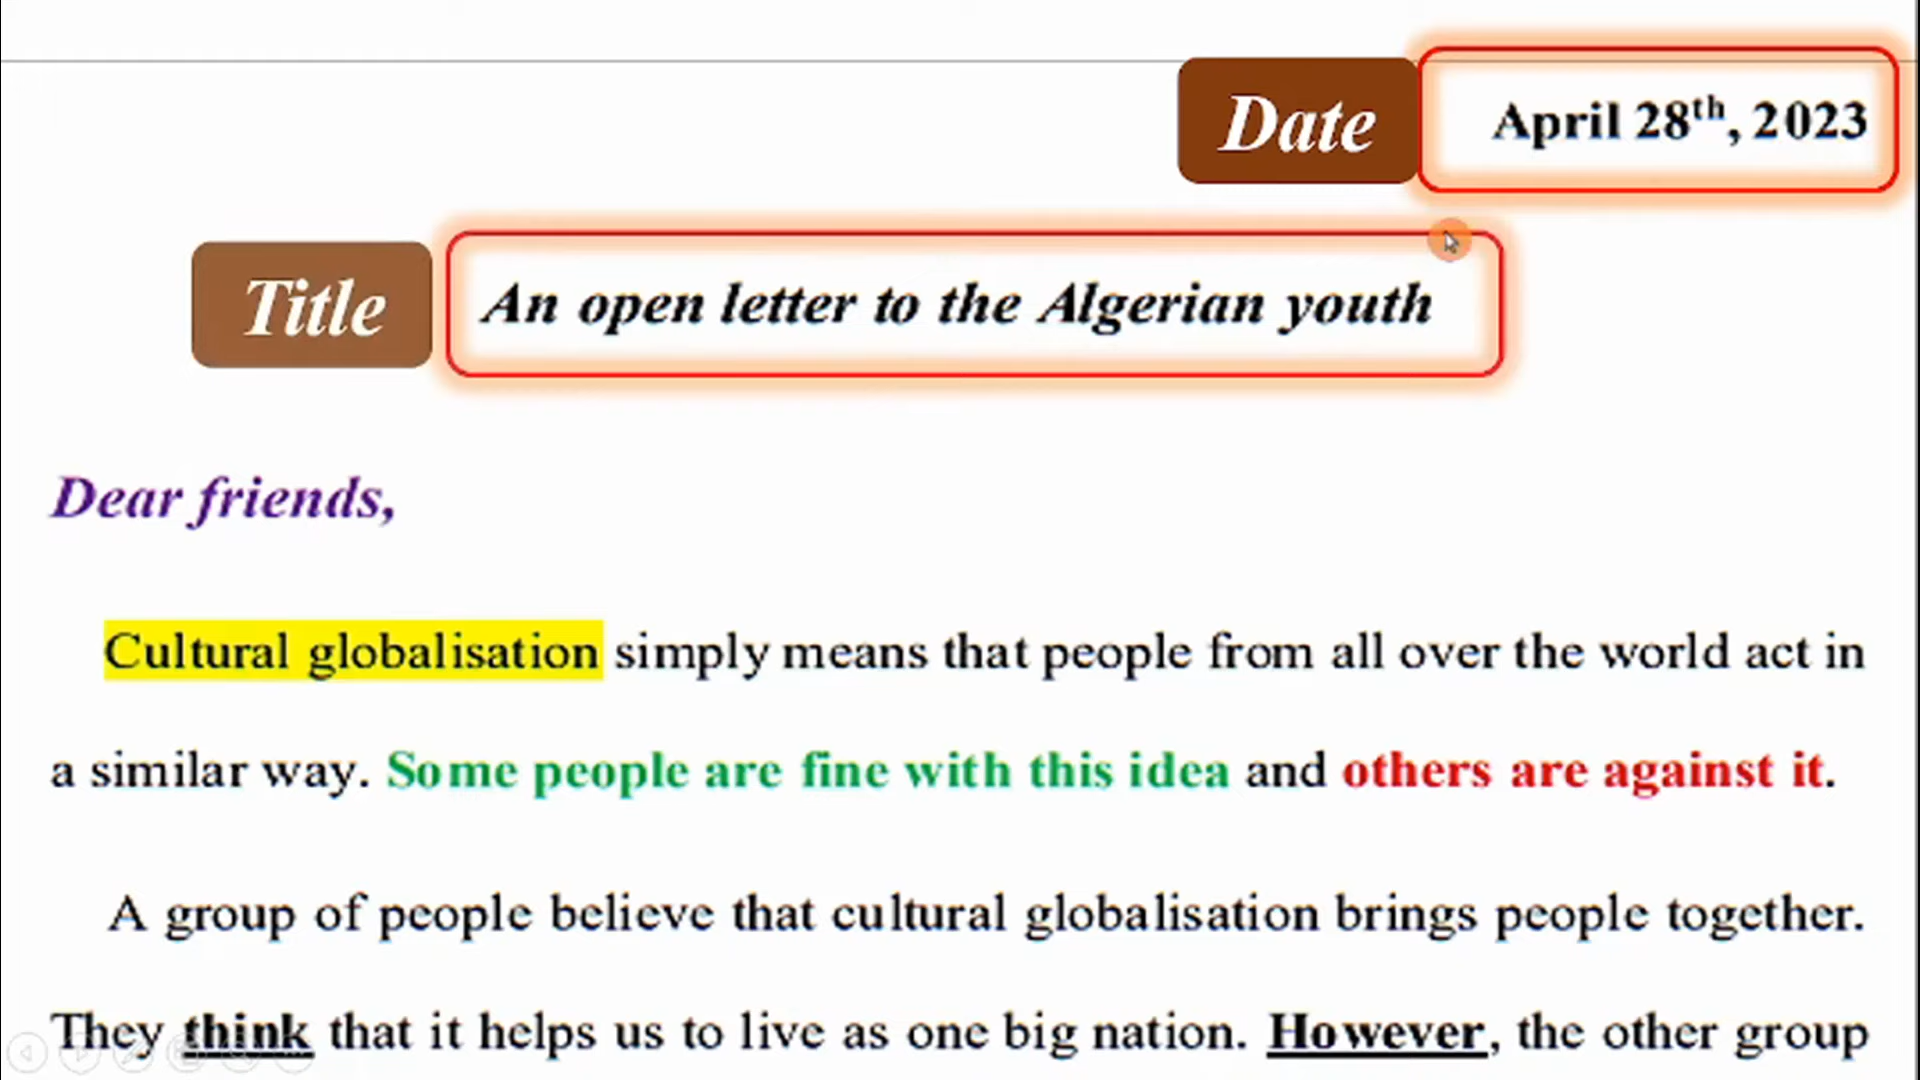 Date April 28th, 2023
Title An open letter to the Algerian youth
Dear friends,
Cultural globalisation simply means that people from all over the world act in
a similar way. Some people are fine with this idea and others are against it.
A group of people believe that cultural globalisation brings people together.
They think that it helps us to live as one big nation. However, the other group